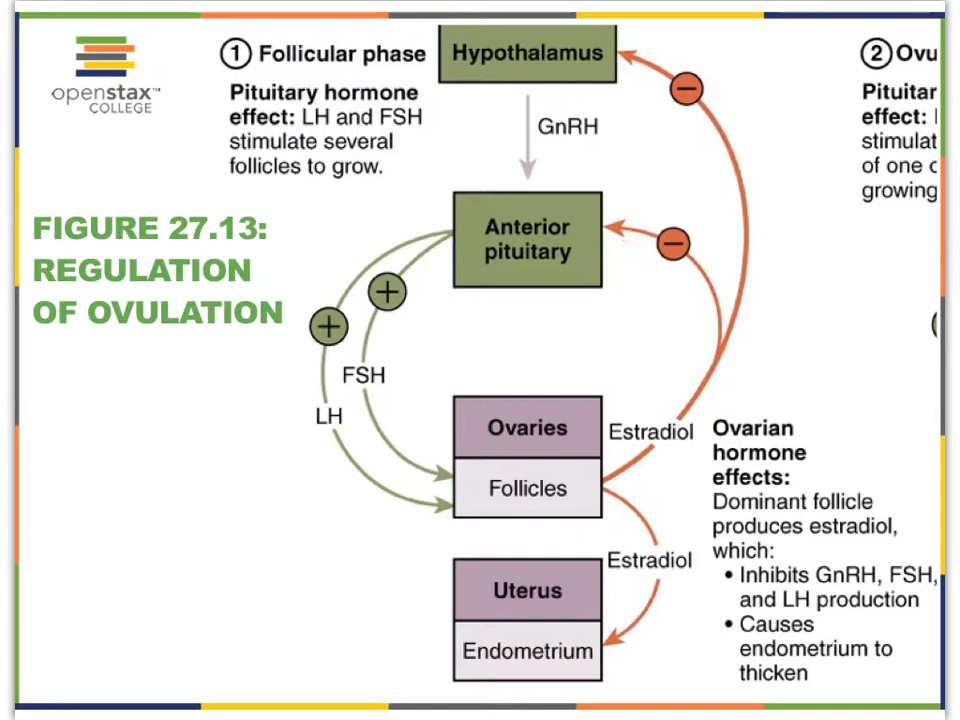 openstax™
COLLEGE
FIGURE 27.13:
REGULATION
OF OVULATION
1 Follicular phase
Pituitary hormone
effect: LH and FSH
stimulate several
follicles to grow.
Hypothalamus
GnRH
Anterior
pituitary
FSH
LH
Ovaries
Follicles
Estradiol
Estradiol
Uterus
Endometrium
Ovarian
hormone
effects:
Dominant follicle
produces estradiol,
which:
• Inhibits GnRH, FSH,
and LH production
• Causes
endometrium to
thicken
2 Ovu
Pituitar
effect:
stimulat
of one
growing